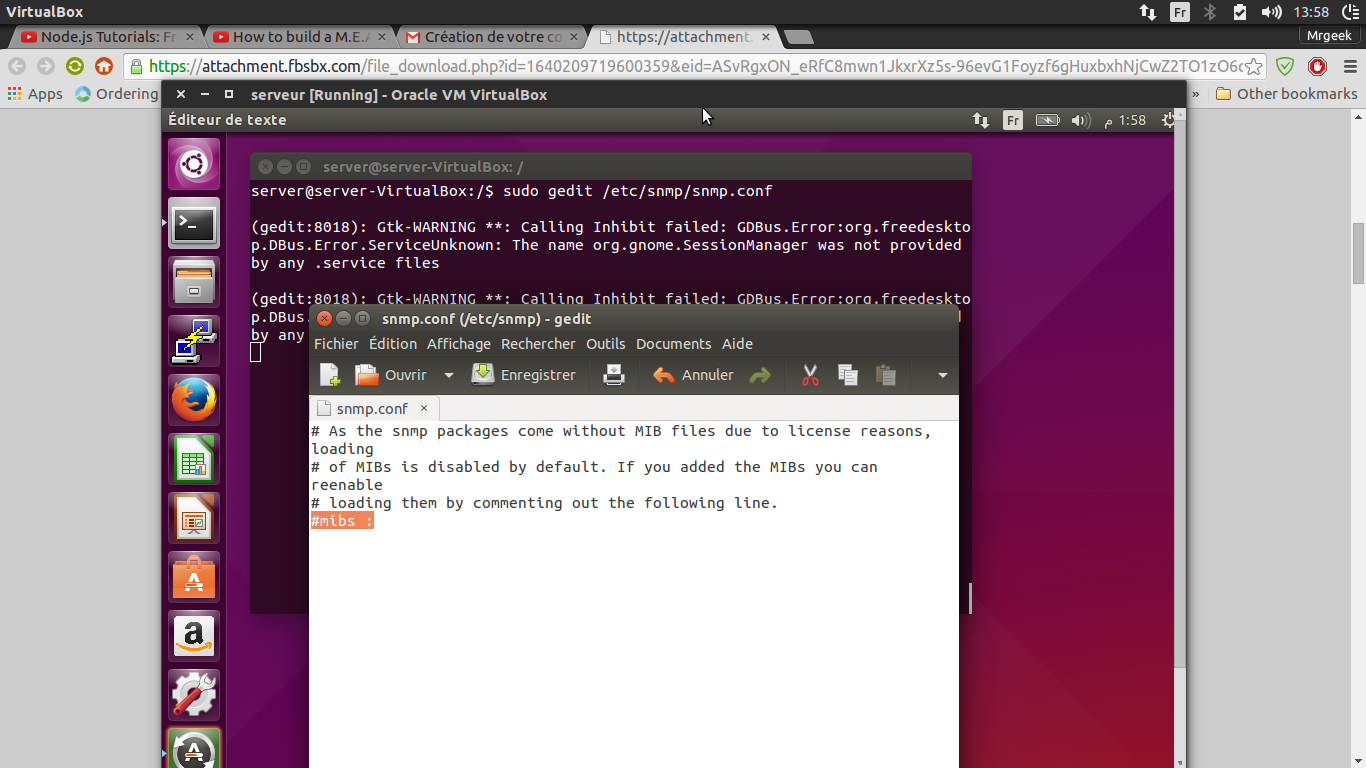 VirtualBox
Fr
13:58
Node.js Tutorials: Fr
How to build a M.E.A
Création de votre co
https://attachment.
Mrgeek
https://attachment.fbsbx.com/file_download.php?id=1640209719600359&eid=ASvRgxON_eRfC8mwn1JkxrXz5s-96evG1Foyzf6gHuxbxhNjCwZ2TO1zO6c
Apps
Ordering
» Other bookmarks
serveur [Running] - Oracle VM VirtualBox
Éditeur de texte
Fr
م 1:58
server@server-VirtualBox: /
server@server-VirtualBox:/$ sudo gedit /etc/snmp/snmp.conf
(gedit:8018): Gtk-WARNING **: Calling Inhibit failed: GDBus.Error:org.freedeskto
p.DBus.Error.ServiceUnknown: The name org.gnome.SessionManager was not provided
by any .service files
(gedit:8018): Gtk-WARNING **: Calling Inhibit failed: GDBus.Error:org.freedeskto
p.DBus.
by any
snmp.conf (/etc/snmp) - gedit
Fichier Édition Affichage Rechercher Outils Documents Aide
Ouvrir Enregistrer Annuler
snmp.conf
# As the snmp packages come without MIB files due to license reasons,
loading
# of MIBs is disabled by default. If you added the MIBs you can
reenable
# loading them by commenting out the following line.
#mibs :